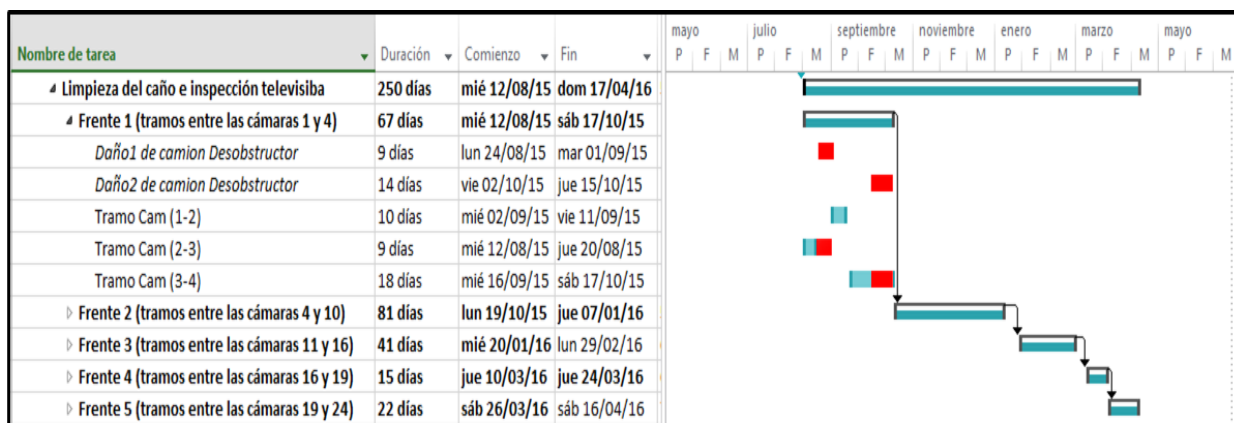 mayo julio septiembre noviembre enero marzo mayo
Nombre de tarea Duración Comienzo Fin P F M P F M P F M P F M P F M P F M P F M
Limpieza del caño e inspección televisiba 250 días mié 12/08/15 dom 17/04/16
Frente 1 (tramos entre las cámaras 1 y 4) 67 días mié 12/08/15 sáb 17/10/15
Daño1 de camion Desobstructor 9 días lun 24/08/15 mar 01/09/15
Daño2 de camion Desobstructor 14 días vie 02/10/15 jue 15/10/15
Tramo Cam (1-2) 10 días mié 02/09/15 vie 11/09/15
Tramo Cam (2-3) 9 días mié 12/08/15 jue 20/08/15
Tramo Cam (3-4) 18 días mié 16/09/15 sáb 17/10/15
Frente 2 (tramos entre las cámaras 4 y 10) 81 días lun 19/10/15 jue 07/01/16
Frente 3 (tramos entre las cámaras 11 y 16) 41 días mié 20/01/16 lun 29/02/16
Frente 4 (tramos entre las cámaras 16 y 19) 15 días jue 10/03/16 jue 24/03/16
Frente 5 (tramos entre las cámaras 19 y 24) 22 días sáb 26/03/16 sáb 16/04/16